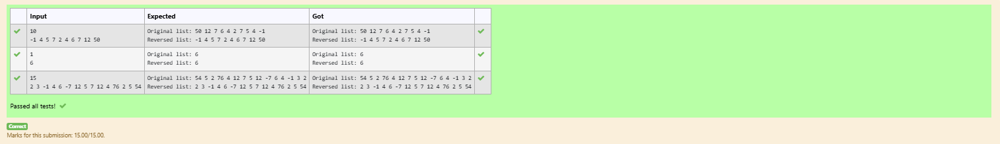 Input Expected Got
10 Original list: 50 12 7 6 4 2 7 5 4 -1 Original list: 50 12 7 6 4 2 7 5 4 -1
-1 4 5 7 2 4 6 7 12 50 Reversed list: -1 4 5 7 2 4 6 7 12 50 Reversed list: -1 4 5 7 2 4 6 7 12 50
1 Original list: 6 Original list: 6
6 Reversed list: 6 Reversed list: 6
15 Original list: 54 5 2 76 4 12 7 5 12 -7 6 4 -1 3 2 Original list: 54 5 2 76 4 12 7 5 12 -7 6 4 -1 3 2
2 3 -1 4 6 -7 12 5 7 12 4 76 2 5 54 Reversed list: 2 3 -1 4 6 -7 12 5 7 12 4 76 2 5 54 Reversed list: 2 3 -1 4 6 -7 12 5 7 12 4 76 2 5 54
Passed all tests!
Correct
Marks for this submission: 15.00/15.00.